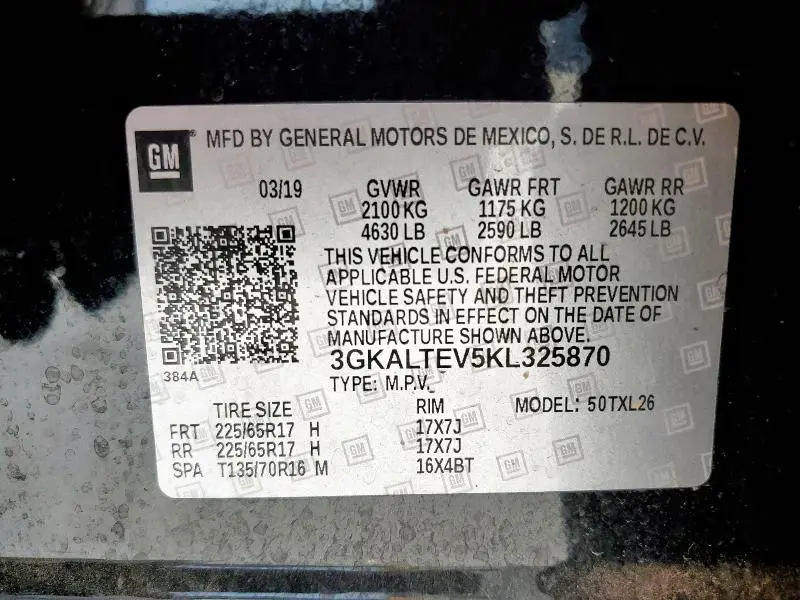 GM ® MFD BY GENERAL MOTORS DE MEXICO, S. DE R.L. DE C.V.
03/19 GVWR GAWR FRT GAWR RR
2100 KG 1175 KG 1200 KG
4630 LB 2590 LB 2645 LB
THIS VEHICLE CONFORMS TO ALL
APPLICABLE U.S. FEDERAL MOTOR
VEHICLE SAFETY AND THEFT PREVENTION
STANDARDS IN EFFECT ON THE DATE OF
MANUFACTURE SHOWN ABOVE.
3GKALTEV5KL325870
384A TYPE: M.P.V.
TIRE SIZE RIM MODEL: 50TXL26
FRT 225/65R17 H 17X7J
RR 225/65R17 H 17X7J
SPA T135/70R16 M 16X4BT